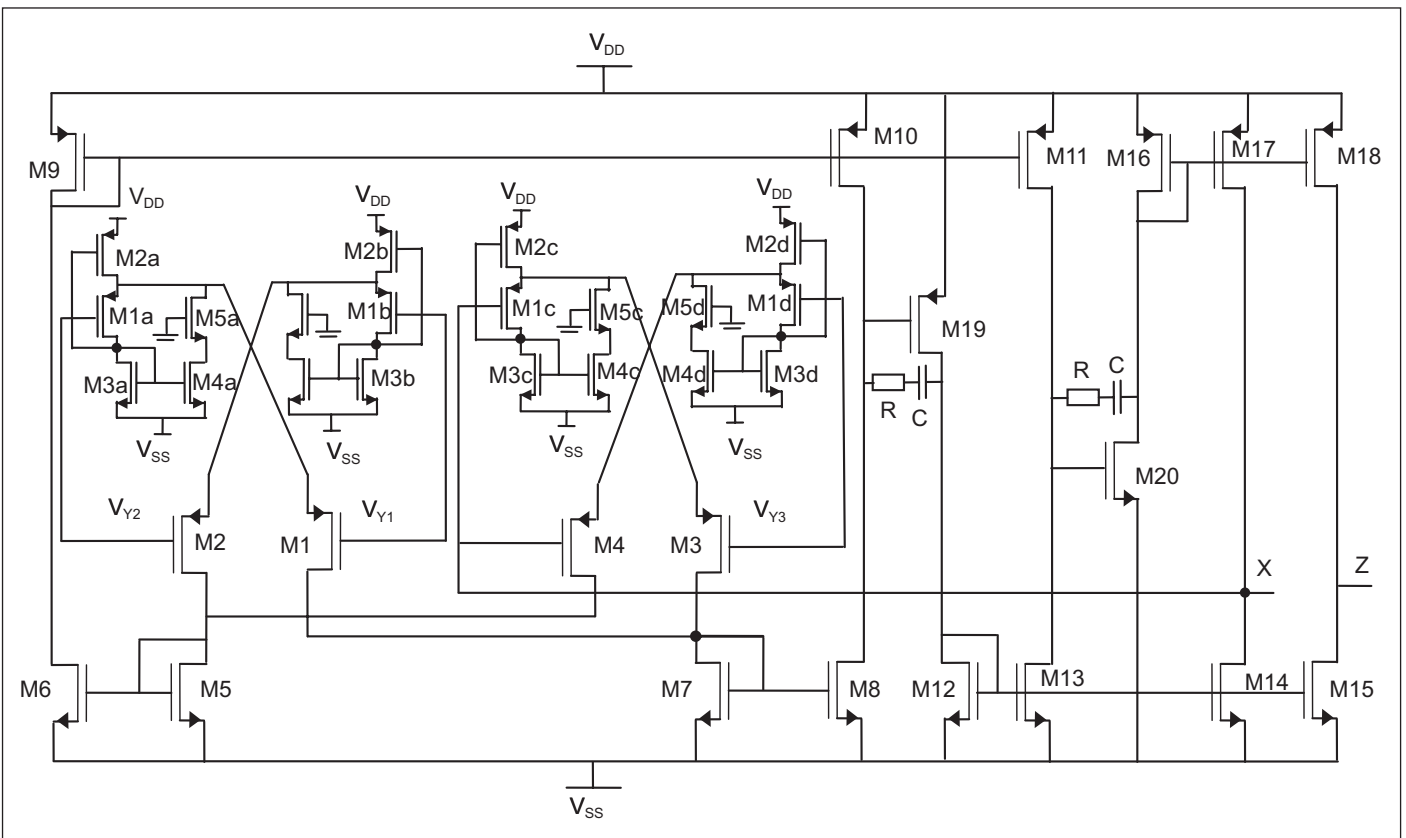 VDD
M9
M10
M11
M16
M17
M18
VDD
VDD
VDD
VDD
M2a
M2b
M2c
M2d
M1a
M5a
M1b
M1c
M5c
M5d
M1d
M19
M3a
M4a
M3b
M3c
M4c
M4d
M3d
R
C
R
C
VSS
VSS
VSS
VSS
M20
VY2
VY1
VY3
M2
M1
M4
M3
X
Z
M6
M5
M7
M8
M12
M13
M14
M15
VSS